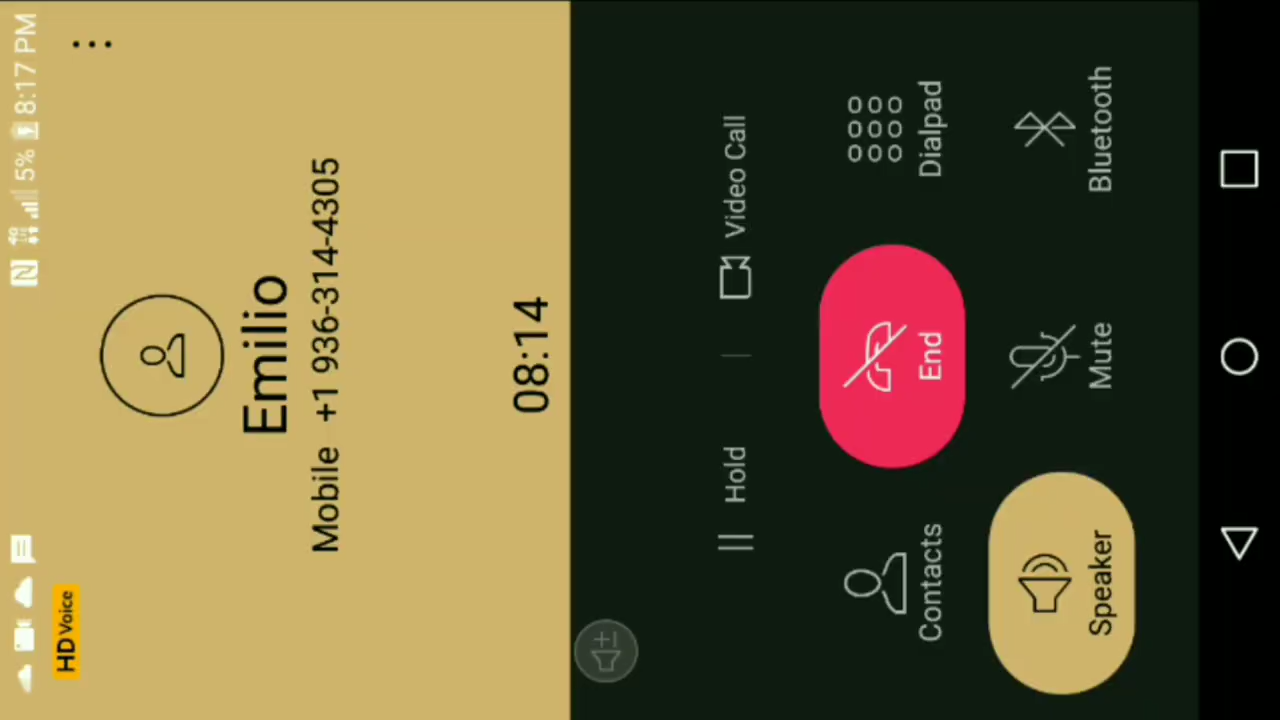 5% 8:17 PM
HD Voice
Emilio
Mobile +1 936-314-4305
08:14
Hold
Video Call
Contacts
End
Dialpad
Speaker
Mute
Bluetooth